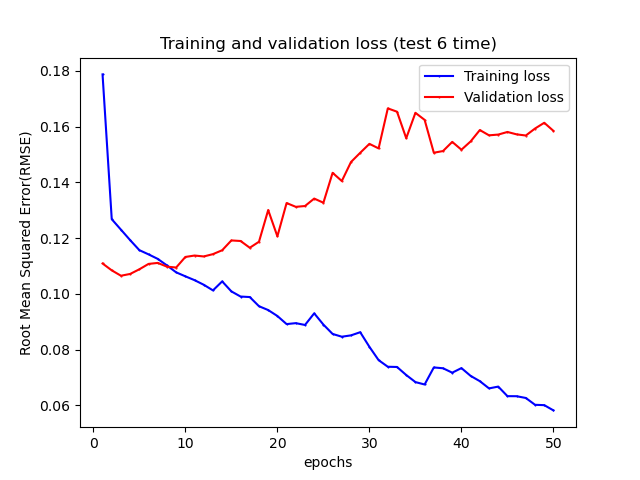 Training and validation loss (test 6 time)
Training loss
Validation loss
0.18
0.16
0.14
0.12
0.10
0.08
0.06
Root Mean Squared Error(RMSE)
0 10 20 30 40 50
epochs